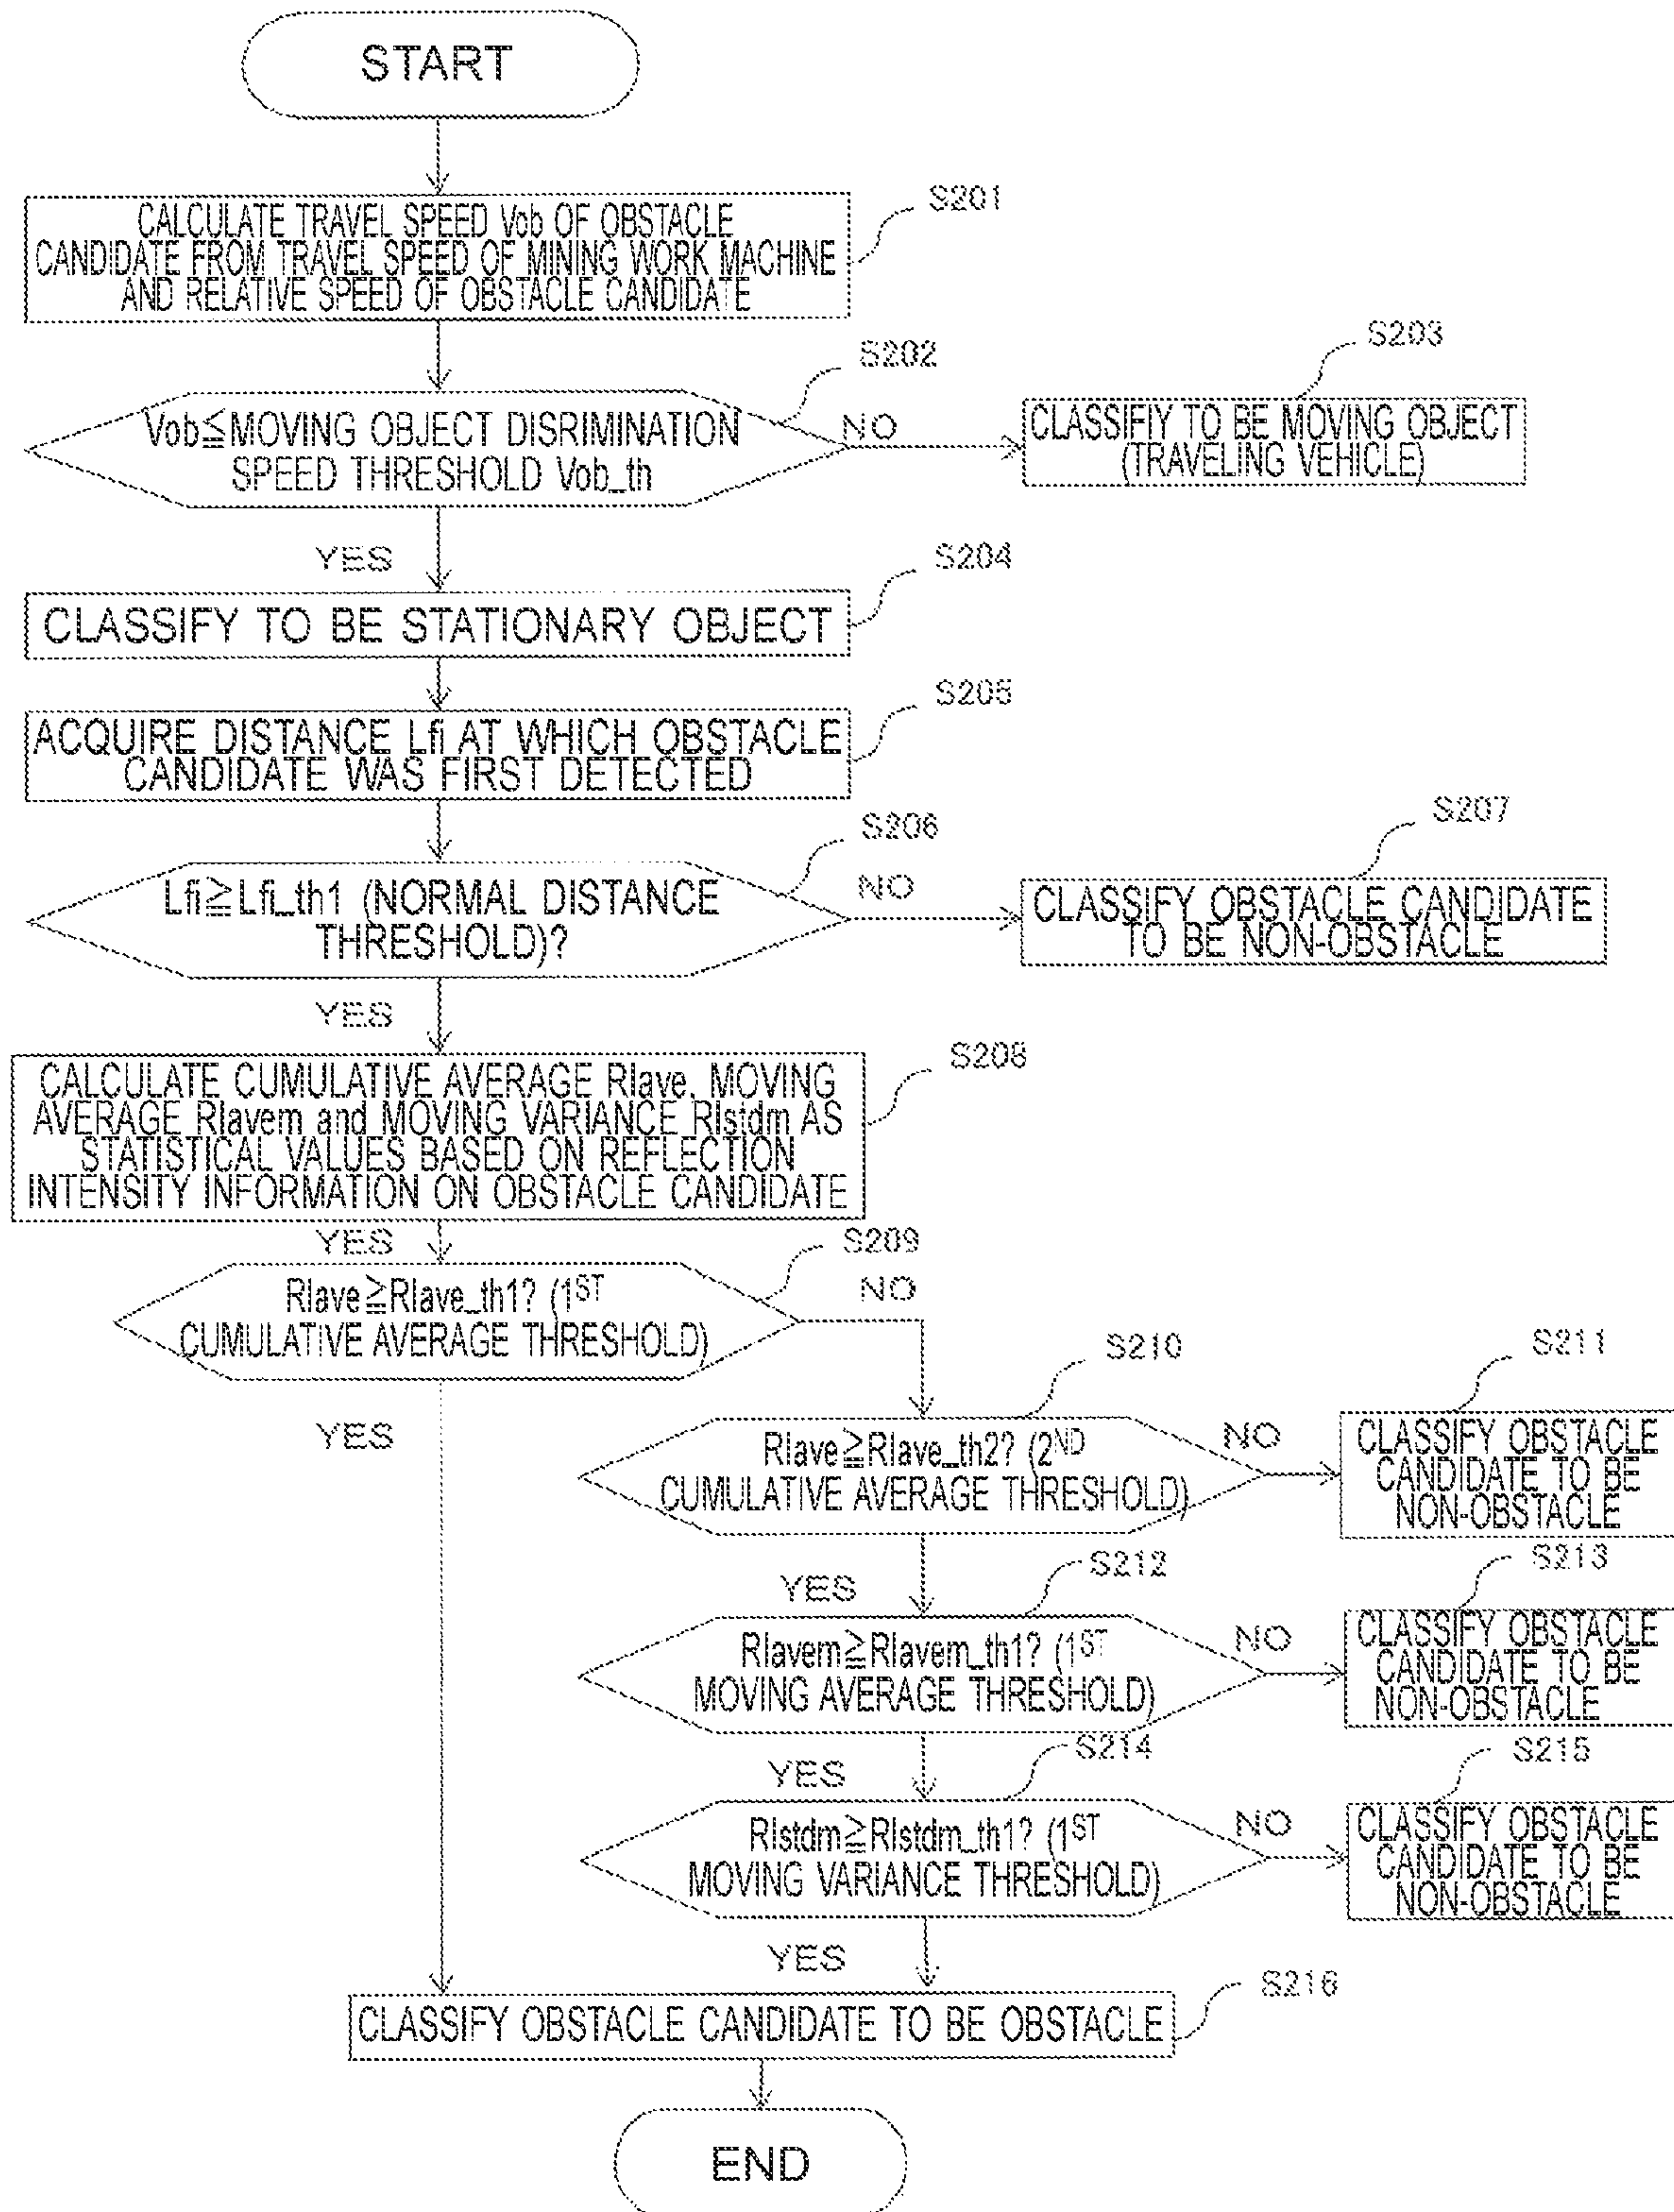 START
S201
CALCULATE TRAVEL SPEED Vob OF OBSTACLE
CANDIDATE FROM TRAVEL SPEED OF MINING WORK MACHINE
AND RELATIVE SPEED OF OBSTACLE CANDIDATE
S202
Vob≦MOVING OBJECT DISRIMINATION
SPEED THRESHOLD Vob_th
NO
S203
CLASSIFIY TO BE MOVING OBJECT
(TRAVELING VEHICLE)
YES
S204
CLASSIFY TO BE STATIONARY OBJECT
S205
ACQUIRE DISTANCE Lfi AT WHICH OBSTACLE
CANDIDATE WAS FIRST DETECTED
S206
Lfi≧Lfi_th1 (NORMAL DISTANCE
THRESHOLD)?
NO
S207
CLASSIFY OBSTACLE CANDIDATE
TO BE NON-OBSTACLE
YES
S208
CALCULATE CUMULATIVE AVERAGE RIave, MOVING
AVERAGE RIavem and MOVING VARIANCE RIstdm AS
STATISTICAL VALUES BASED ON REFLECTION
INTENSITY INFORMATION ON OBSTACLE CANDIDATE
YES
S209
RIave≧RIave_th1? (1ST
CUMULATIVE AVERAGE THRESHOLD)
NO
YES
S210
RIave≧RIave_th2? (2ND
CUMULATIVE AVERAGE THRESHOLD)
NO
S211
CLASSIFY OBSTACLE
CANDIDATE TO BE
NON-OBSTACLE
YES
S212
RIavem≧RIavem_th1? (1ST
MOVING AVERAGE THRESHOLD)
NO
S213
CLASSIFY OBSTACLE
CANDIDATE TO BE
NON-OBSTACLE
YES
S214
RIstdm≧RIstdm_th1? (1ST
MOVING VARIANCE THRESHOLD)
NO
S215
CLASSIFY OBSTACLE
CANDIDATE TO BE
NON-OBSTACLE
YES
S216
CLASSIFY OBSTACLE CANDIDATE TO BE OBSTACLE
END